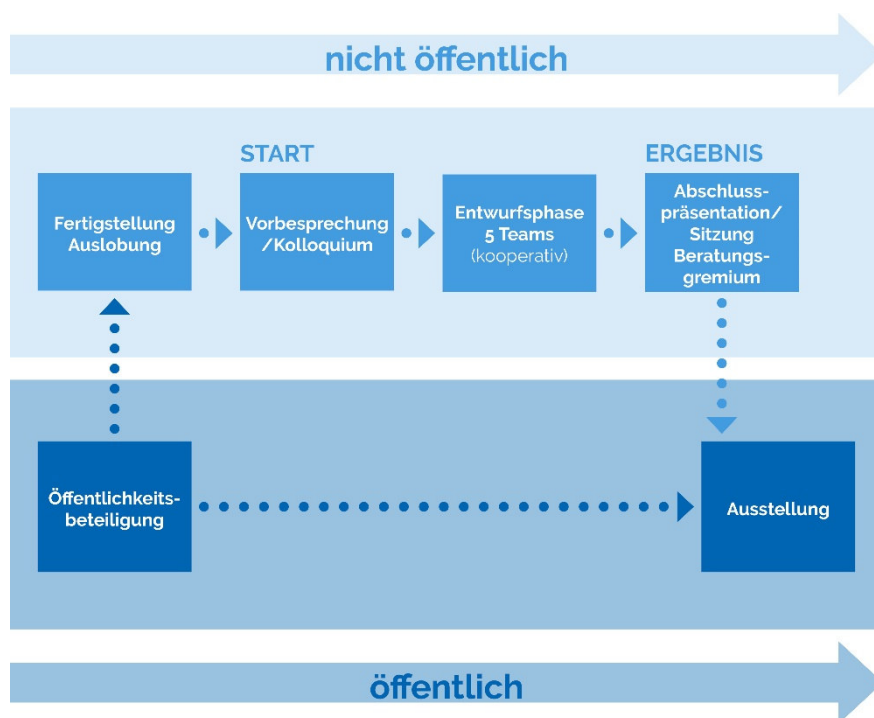 nicht öffentlich
START
ERGEBNIS
Fertigstellung
Auslobung
Vorbesprechung
/Kolloquium
Entwurfsphase
5 Teams
(kooperativ)
Abschluss-
präsentation/
Sitzung
Beratungs-
gremium
Öffentlichkeits-
beteiligung
Ausstellung
öffentlich